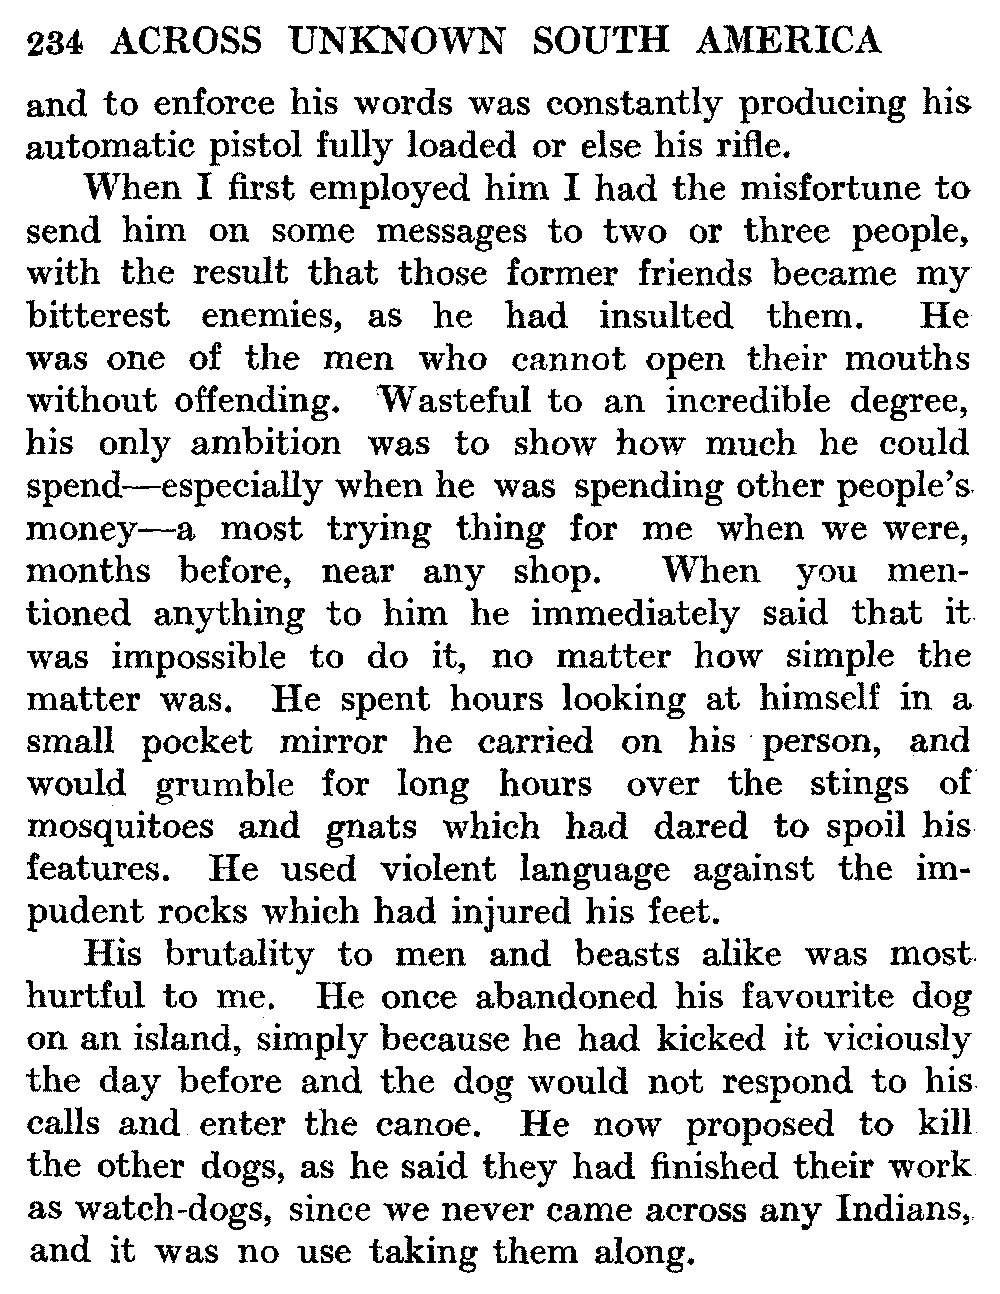 234 ACROSS UNKNOWN SOUTH AMERICA
and to enforce his words was constantly producing his
automatic pistol fully loaded or else his rifle.
When I first employed him I had the misfortune to
send him on some messages to two or three people,
with the result that those former friends became my
bitterest enemies, as he had insulted them. He
was one of the men who cannot open their mouths
without offending. Wasteful to an incredible degree,
his only ambition was to show how much he could
spend—especially when he was spending other people's
money—a most trying thing for me when we were,
months before, near any shop. When you men-
tioned anything to him he immediately said that it
was impossible to do it, no matter how simple the
matter was. He spent hours looking at himself in a
small pocket mirror he carried on his person, and
would grumble for long hours over the stings of
mosquitoes and gnats which had dared to spoil his
features. He used violent language against the im-
pudent rocks which had injured his feet.
His brutality to men and beasts alike was most
hurtful to me. He once abandoned his favourite dog
on an island, simply because he had kicked it viciously
the day before and the dog would not respond to his
calls and enter the canoe. He now proposed to kill
the other dogs, as he said they had finished their work
as watch-dogs, since we never came across any Indians,
and it was no use taking them along.